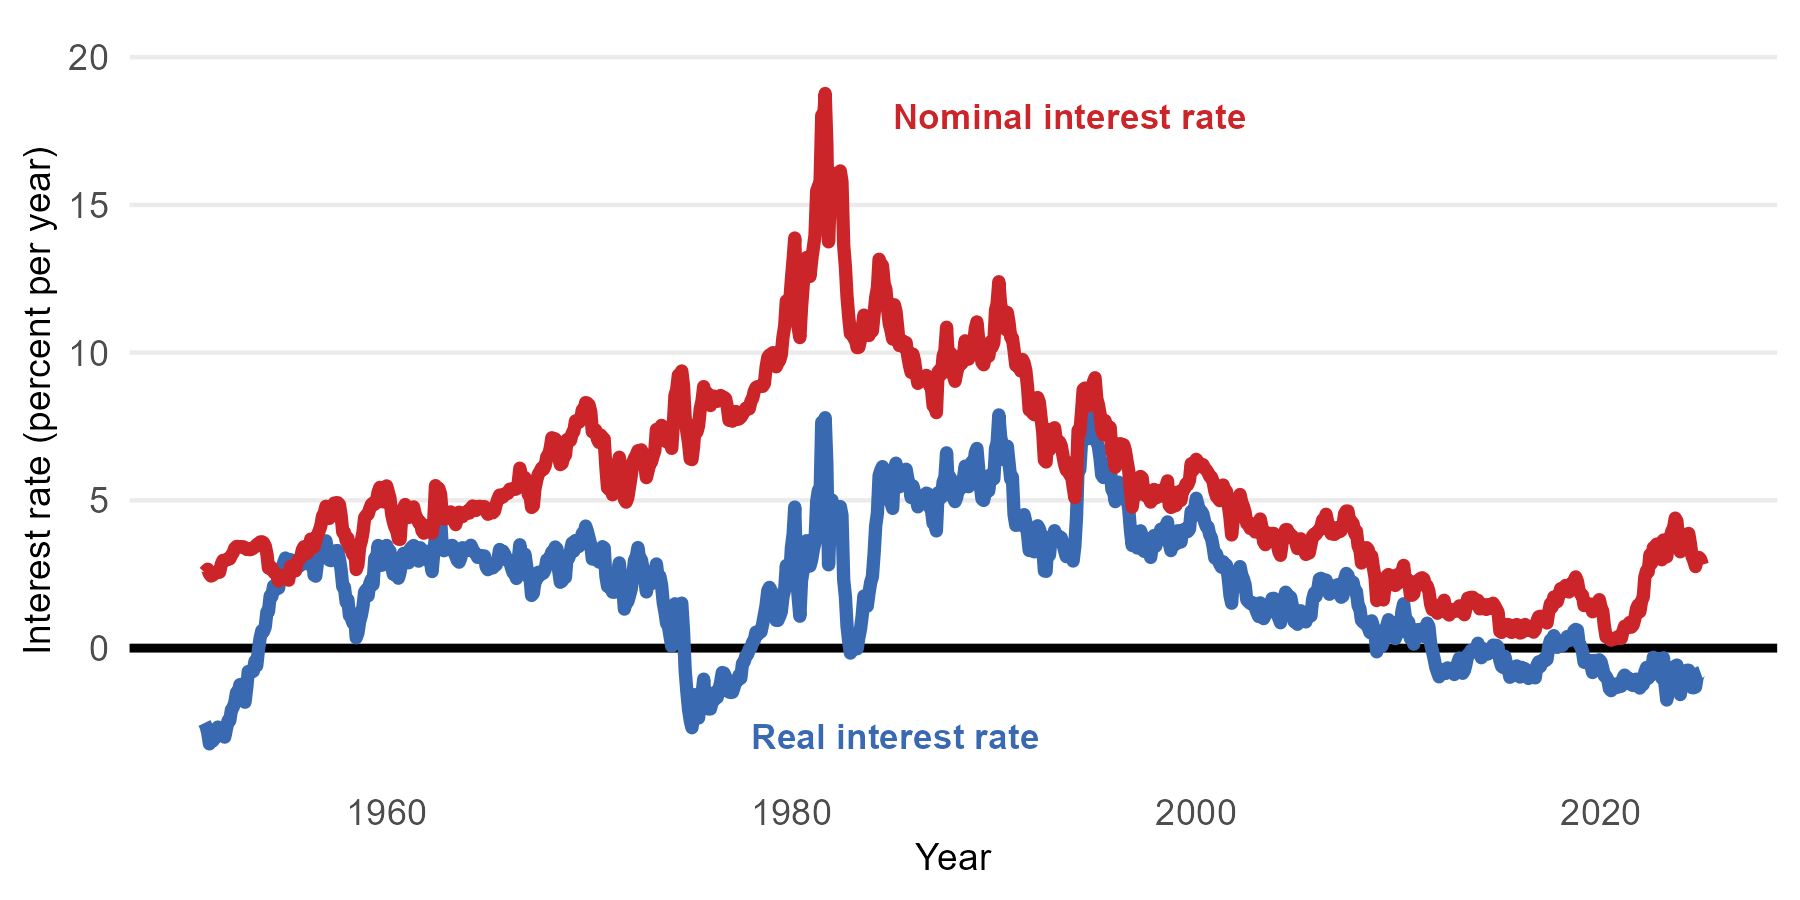 20
15
10
5
0
Interest rate (percent per year)
Nominal interest rate
Real interest rate
1960
1980
2000
2020
Year